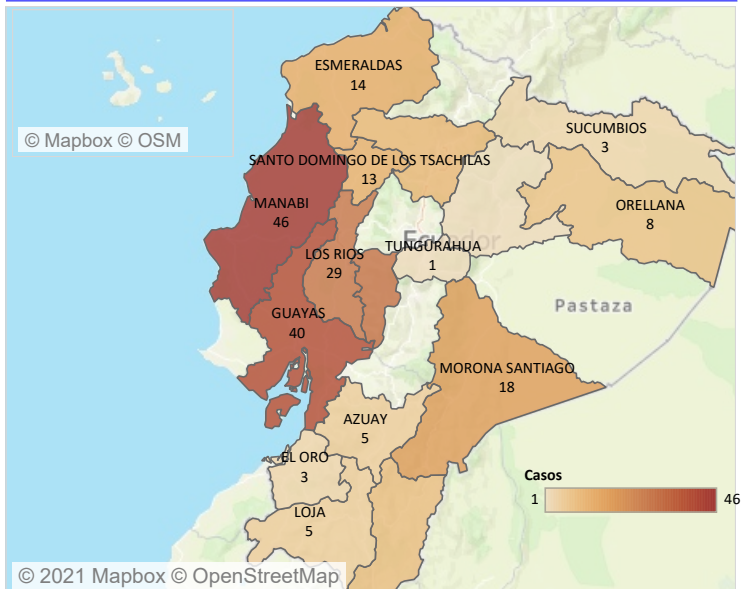 ESMERALDAS
14
© Mapbox © OSM
SUCUMBIOS
3
SANTO DOMINGO DE LOS TSACHILAS
13
MANABI
46
ORELLANA
8
Ecuador
TUNGURAHUA
1
LOS RIOS
29
Pastaza
GUAYAS
40
MORONA SANTIAGO
18
AZUAY
5
EL ORO
3
Casos
1
46
LOJA
5
© 2021 Mapbox © OpenStreetMap